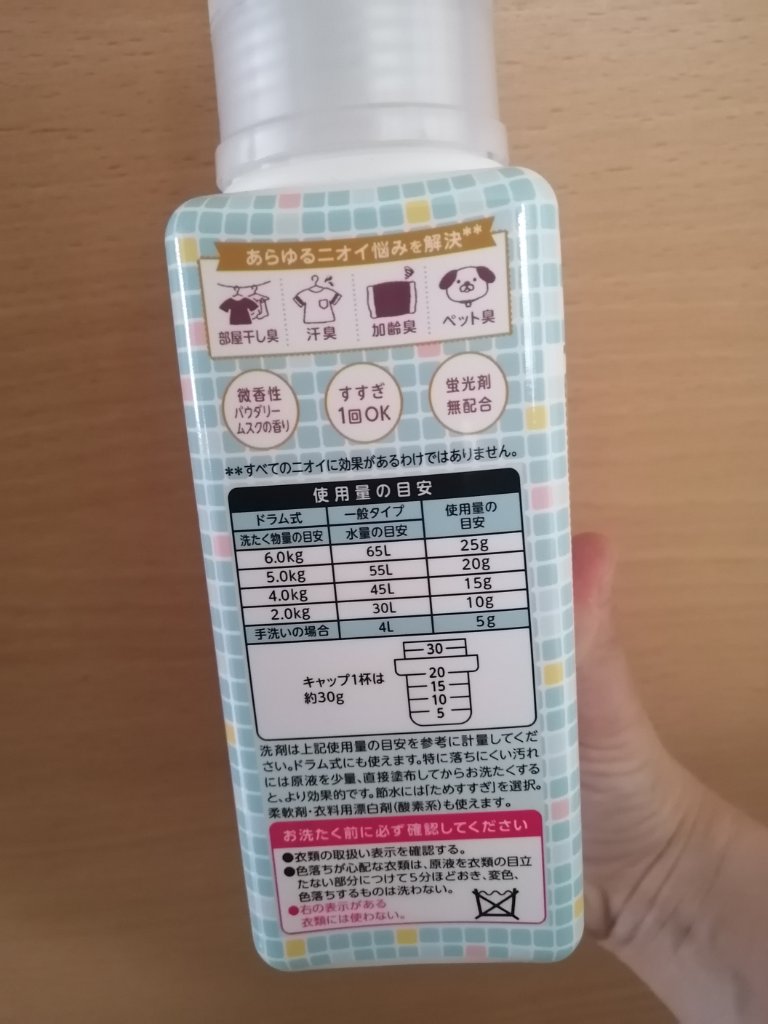 あらゆるニオイ悩みを解決**
部屋干し臭 汗臭 加齢臭 ペット臭
微香性
パウダリー
ムスクの香り
すすぎ
1回OK
蛍光剤
無配合
**すべてのニオイに効果があるわけではありません。
使用量の目安
ドラム式 一般タイプ 使用量の
洗たく物量の目安 水量の目安 目安
6.0kg 65L 25g
5.0kg 55L 20g
4.0kg 45L 15g
2.0kg 30L 10g
手洗いの場合 4L 5g
キャップ1杯は
約30g
30
20
15
10
5
洗剤は上記使用量の目安を参考に計量してくだ
さい。ドラム式にも使えます。特に落ちにくい汚れ
には原液を少量、直接塗布してからお洗たくする
と、より効果的です。節水には「ためすすぎ」を選択。
柔軟剤・衣料用漂白剤(酸素系)も使えます。
お洗たく前に必ず確認してください
●衣類の取扱い表示を確認する。
●色落ちが心配な衣類は、原液を衣類の目立
たない部分につけて5分ほどおき、変色、
色落ちするものは洗わない。
●右の表示がある
衣類には使わない。